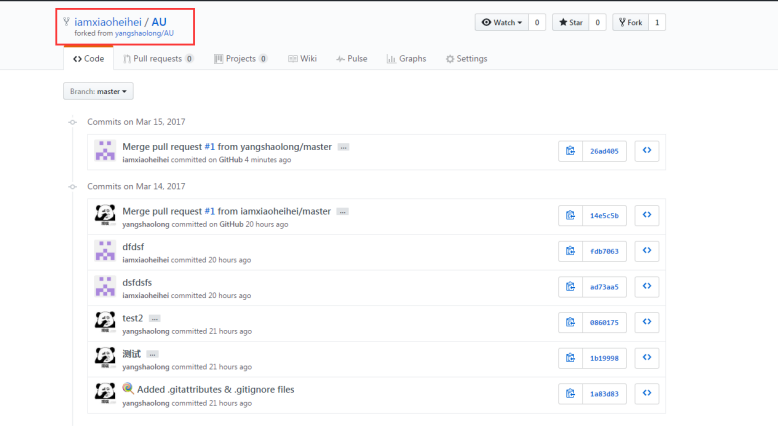 iamxiaoheihei / AU
forked from yangshaolong/AU
Watch 0 Star 0 Fork 1
Code Pull requests 0 Projects 0 Wiki Pulse Graphs Settings
Branch: master
Commits on Mar 15, 2017
Merge pull request #1 from yangshaolong/master …
iamxiaoheihei committed on GitHub 4 minutes ago
26ad405
Commits on Mar 14, 2017
Merge pull request #1 from iamxiaoheihei/master …
yangshaolong committed on GitHub 20 hours ago
14e5c5b
dfdsf
iamxiaoheihei committed 20 hours ago
fdb7063
dsfdsfs
iamxiaoheihei committed 20 hours ago
ad73aa5
test2 …
yangshaolong committed 21 hours ago
0860175
测试 …
yangshaolong committed 21 hours ago
1b19998
Added .gitattributes & .gitignore files
yangshaolong committed 21 hours ago
1a83d83